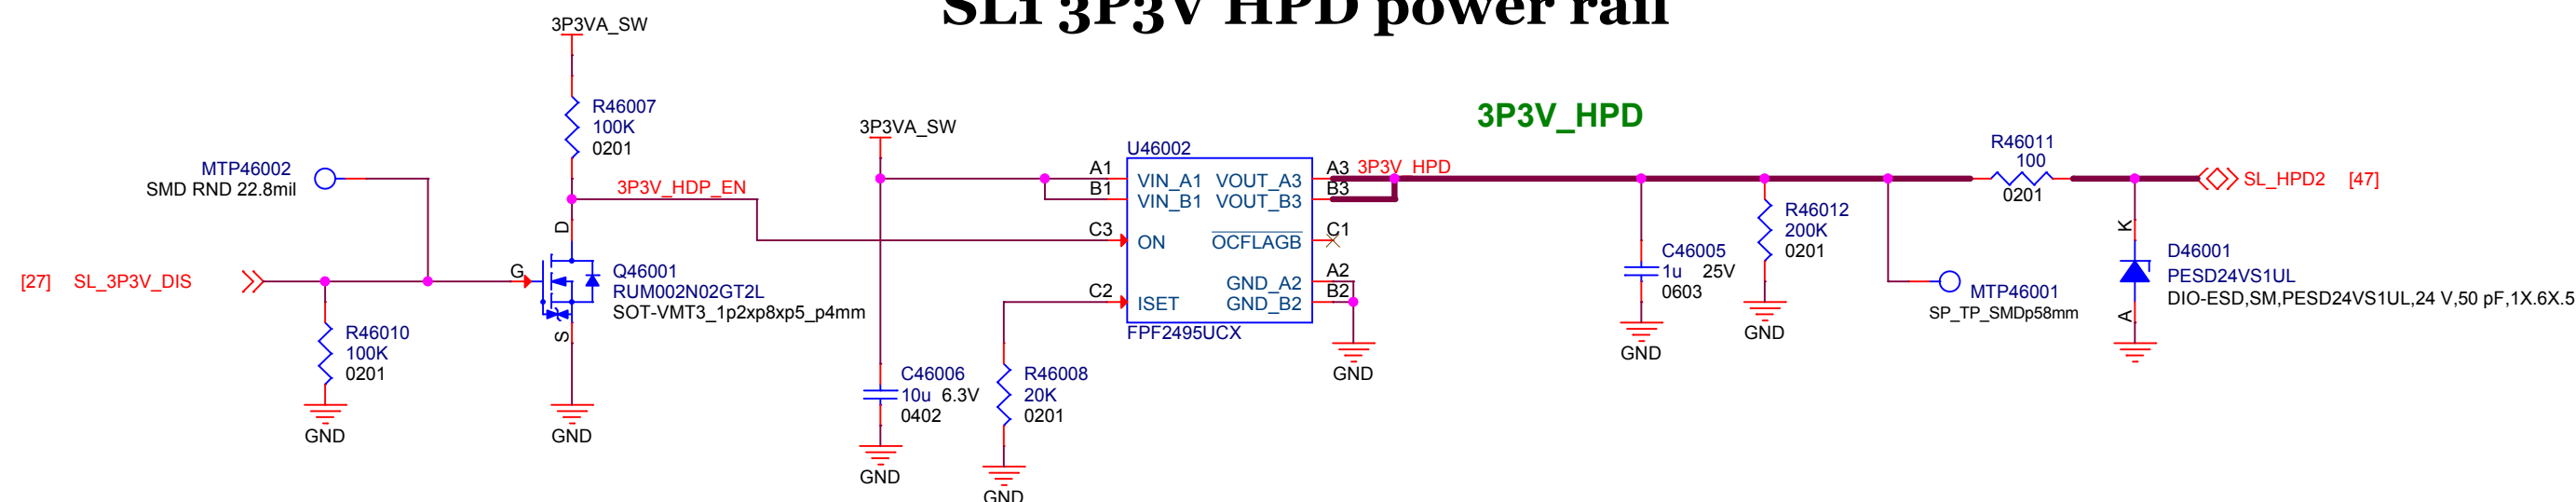 SL1 3P3V HPD power rail
3P3VA_SW
R46007
100K
0201
MTP46002
SMD RND 22.8mil
3P3V_HDP_EN
[27] SL_3P3V_DIS
R46010
100K
0201
GND
D
G
S
Q46001
RUM002N02GT2L
SOT-VMT3_1p2xp8xp5_p4mm
GND
3P3VA_SW
C46006
10u 6.3V
0402
GND
R46008
20K
0201
GND
U46002
A1 VIN_A1 VOUT_A3 A3
B1 VIN_B1 VOUT_B3 B3
C3 ON OCFLAGB C1
GND_A2 A2
C2 ISET GND_B2 B2
FPF2495UCX
GND
3P3V_HPD
3P3V_HPD
C46005
1u 25V
0603
GND
R46012
200K
0201
GND
MTP46001
SP_TP_SMDp58mm
R46011
100
0201
SL_HPD2 [47]
K
A
D46001
PESD24VS1UL
DIO-ESD,SM,PESD24VS1UL,24 V,50 pF,1X.6X.5